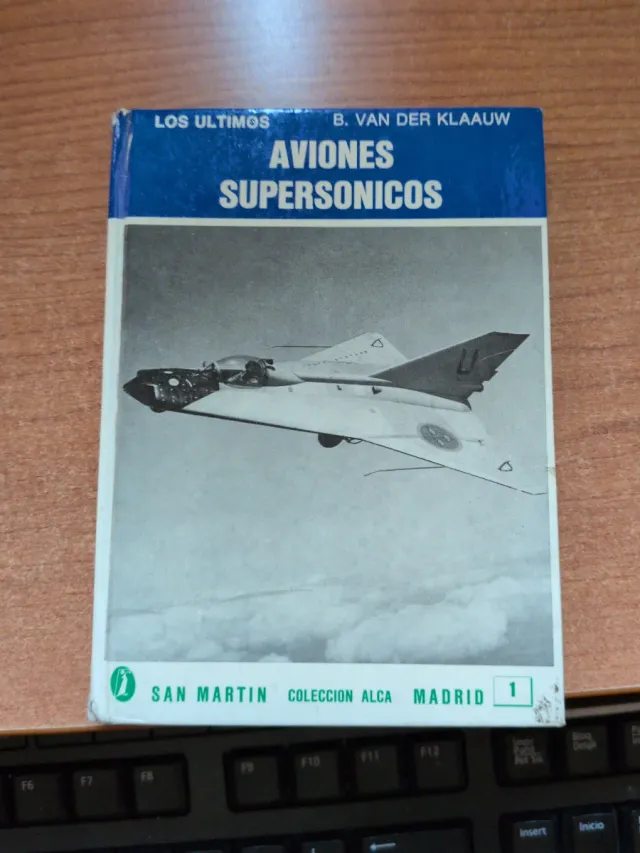 LOS ULTIMOS B. VAN DER KLAAUW
AVIONES
SUPERSONICOS
U
SAN MARTIN COLECCION ALCA MADRID 1
F6 F7 F8 F9 F10 F11 F12
Insert Inicio